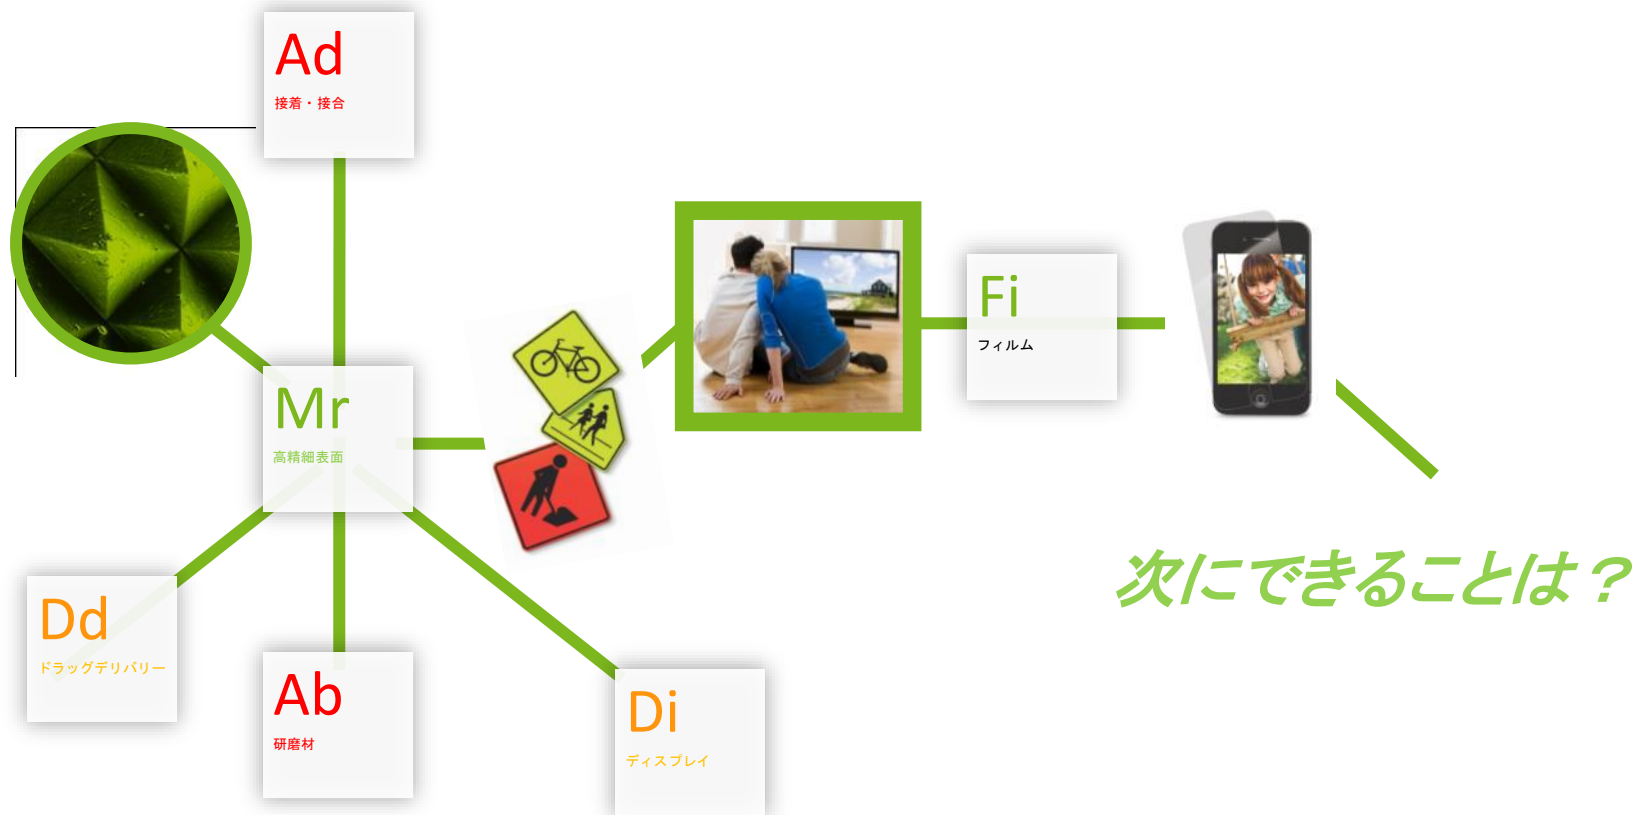 Ad
接着・接合
Mr
高精細表面
Fi
フィルム
Dd
ドラッグデリバリー
Ab
研磨材
Di
ディスプレイ
次にできることは？